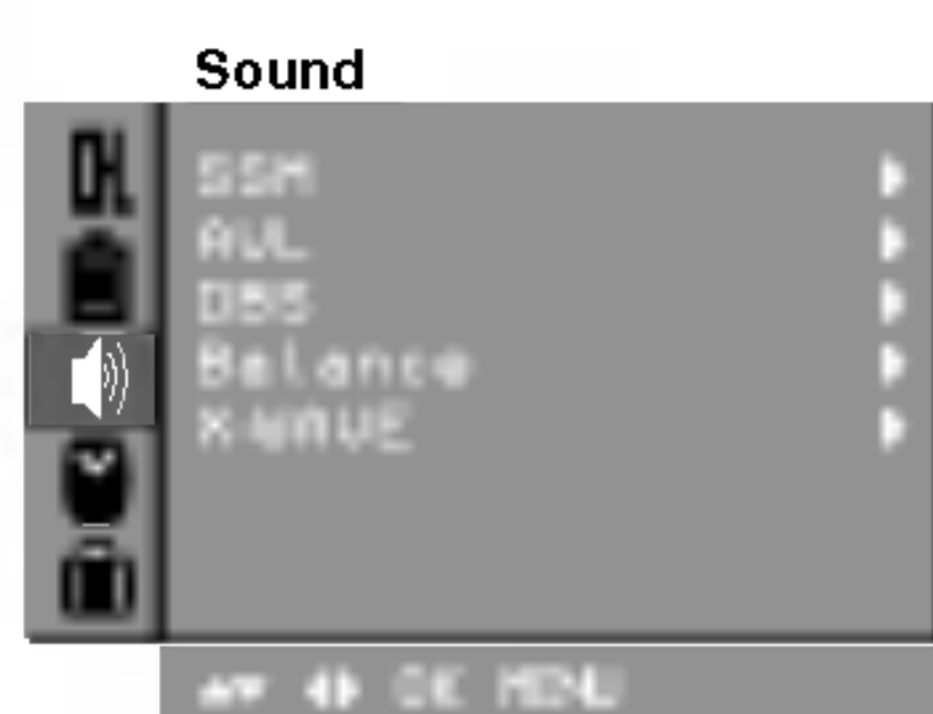 Sound
SSM
AVL
DBS
Balance
X-WAVE
▲▼ ◀▶ OK MENU